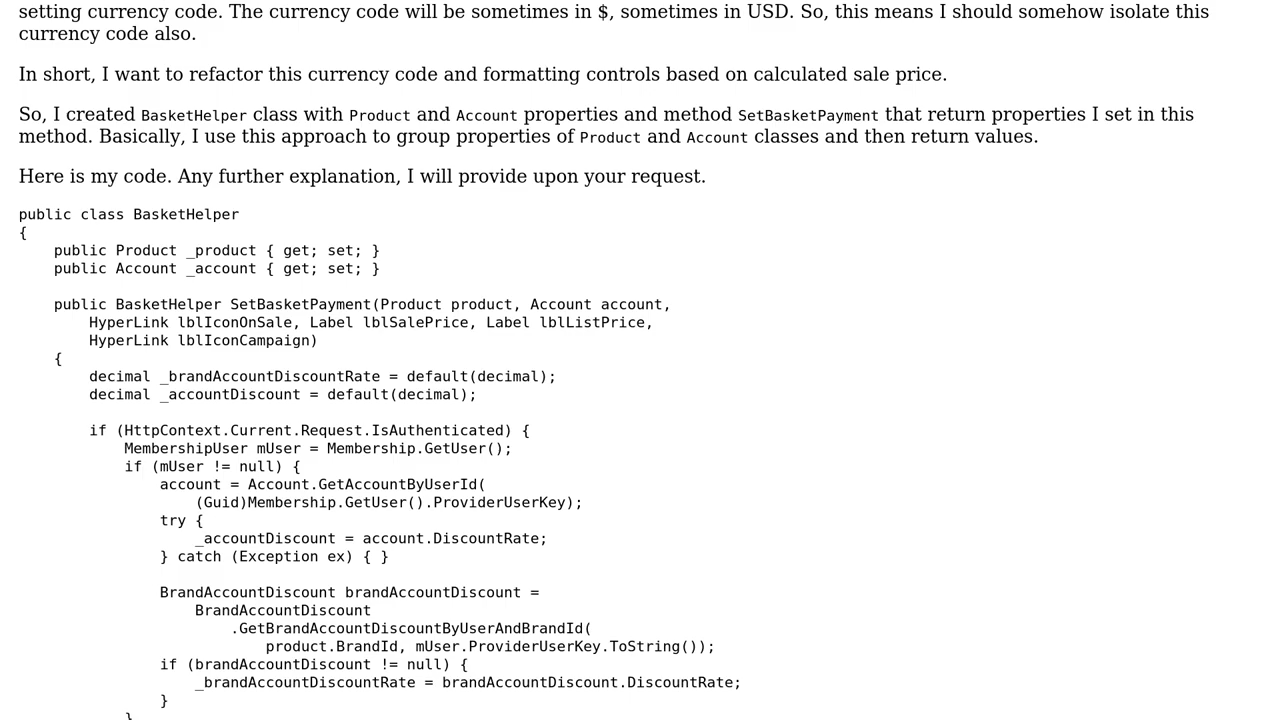 setting currency code. The currency code will be sometimes in $, sometimes in USD. So, this means I should somehow isolate this
currency code also.
In short, I want to refactor this currency code and formatting controls based on calculated sale price.
So, I created BasketHelper class with Product and Account properties and method SetBasketPayment that return properties I set in this
method. Basically, I use this approach to group properties of Product and Account classes and then return values.
Here is my code. Any further explanation, I will provide upon your request.
public class BasketHelper
{
    public Product _product { get; set; }
    public Account _account { get; set; }
    public BasketHelper SetBasketPayment(Product product, Account account,
        HyperLink lblIconOnSale, Label lblSalePrice, Label lblListPrice,
        HyperLink lblIconCampaign)
    {
        decimal _brandAccountDiscountRate = default(decimal);
        decimal _accountDiscount = default(decimal);
        if (HttpContext.Current.Request.IsAuthenticated) {
            MembershipUser mUser = Membership.GetUser();
            if (mUser != null) {
                account = Account.GetAccountByUserId(
                    (Guid)Membership.GetUser().ProviderUserKey);
                try {
                    _accountDiscount = account.DiscountRate;
                } catch (Exception ex) { }
                BrandAccountDiscount brandAccountDiscount =
                    BrandAccountDiscount
                        .GetBrandAccountDiscountByUserAndBrandId(
                            product.BrandId, mUser.ProviderUserKey.ToString());
                if (brandAccountDiscount != null) {
                    _brandAccountDiscountRate = brandAccountDiscount.DiscountRate;
                }
            }